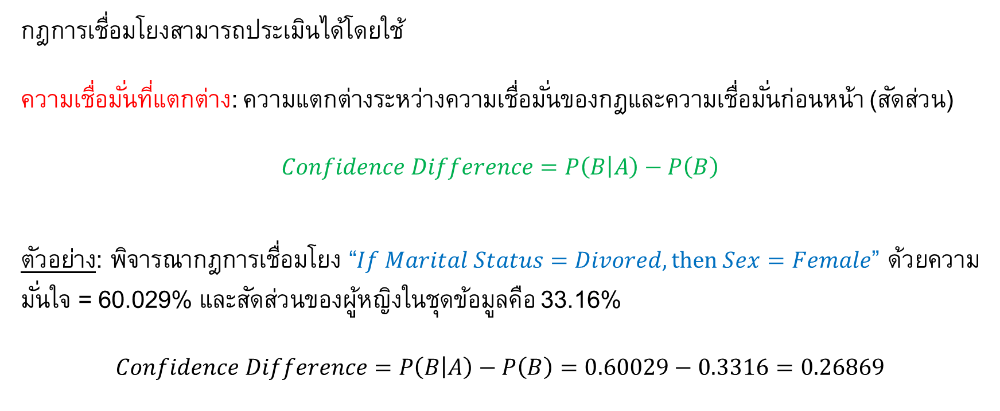 กฎการเชื่อมโยงสามารถประเมินได้โดยใช้
ความเชื่อมั่นที่แตกต่าง: ความแตกต่างระหว่างความเชื่อมั่นของกฎและความเชื่อมั่นก่อนหน้า (สัดส่วน)
Confidence Difference = P(B|A) − P(B)
ตัวอย่าง: พิจารณากฎการเชื่อมโยง “If Marital Status = Divored, then Sex = Female” ด้วยความ
มั่นใจ = 60.029% และสัดส่วนของผู้หญิงในชุดข้อมูลคือ 33.16%
Confidence Difference = P(B|A) − P(B) = 0.60029 − 0.3316 = 0.26869